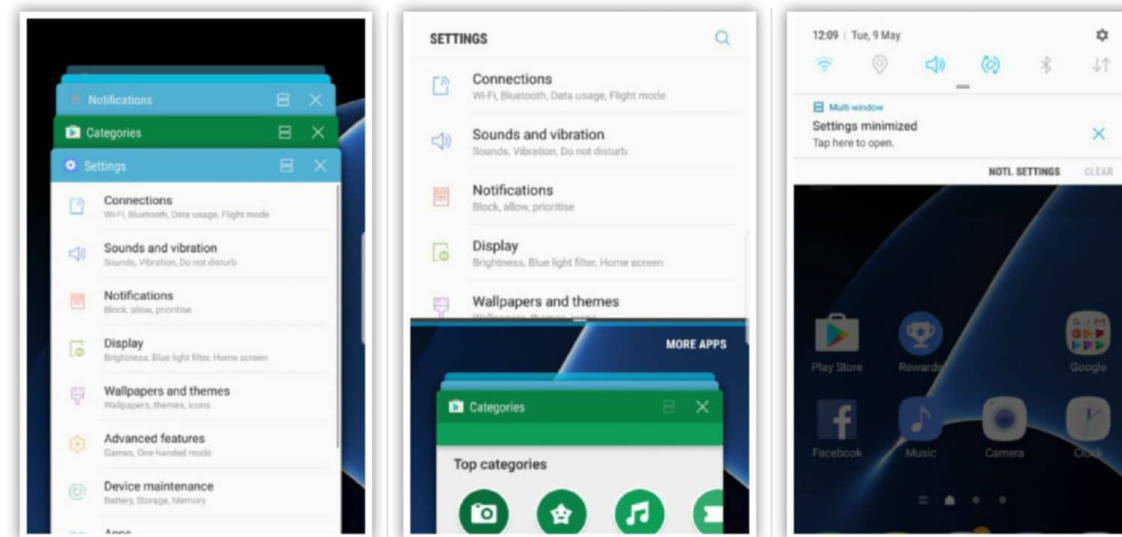 Notifications
Categories
Settings
Connections
Wi-Fi, Bluetooth, Data usage, Flight mode
Sounds and vibration
Sounds, Vibration, Do not disturb
Notifications
Block, allow, prioritise
Display
Brightness, Blue light filter, Home screen
Wallpapers and themes
Wallpapers, themes, icons
Advanced features
Games, One-handed mode
Device maintenance
Battery, Storage, Memory
Apps
SETTINGS
Connections
Wi-Fi, Bluetooth, Data usage, Flight mode
Sounds and vibration
Sounds, Vibration, Do not disturb
Notifications
Block, allow, prioritise
Display
Brightness, Blue light filter, Home screen
Wallpapers and themes
Wallpapers, themes, icons
MORE APPS
Categories
Top categories
12:09 | Tue, 9 May
Multi window
Settings minimized
Tap here to open.
NOTI. SETTINGS CLEAR
Play Store Rewards Google
Facebook Music Camera Clock